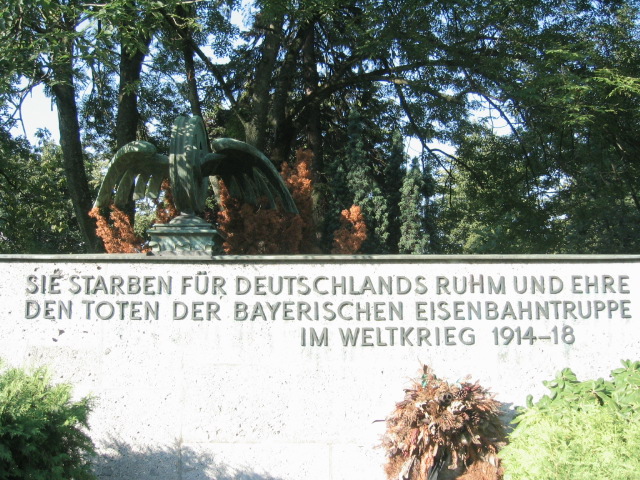 SIE STARBEN FÜR DEUTSCHLANDS RUHM UND EHRE
DEN TOTEN DER BAYERISCHEN EISENBAHNTRUPPE
IM WELTKRIEG 1914–18